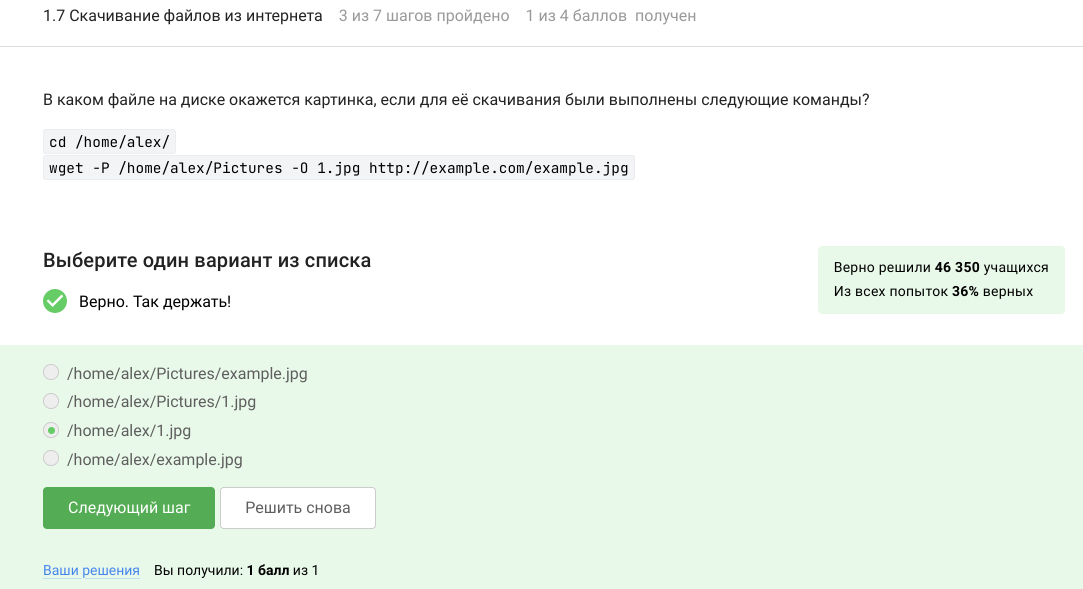 1.7 Скачивание файлов из интернета 3 из 7 шагов пройдено 1 из 4 баллов получен
В каком файле на диске окажется картинка, если для её скачивания были выполнены следующие команды?
cd /home/alex/
wget -P /home/alex/Pictures -O 1.jpg http://example.com/example.jpg
Выберите один вариант из списка
Верно. Так держать!
Верно решили 46 350 учащихся
Из всех попыток 36% верных
/home/alex/Pictures/example.jpg
/home/alex/Pictures/1.jpg
/home/alex/1.jpg
/home/alex/example.jpg
Следующий шаг Решить снова
Ваши решения Вы получили: 1 балл из 1